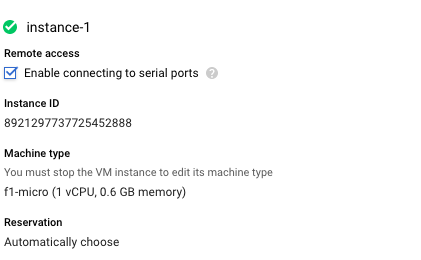 instance-1
Remote access
Enable connecting to serial ports ?
Instance ID
8921297737725452888
Machine type
You must stop the VM instance to edit its machine type
f1-micro (1 vCPU, 0.6 GB memory)
Reservation
Automatically choose